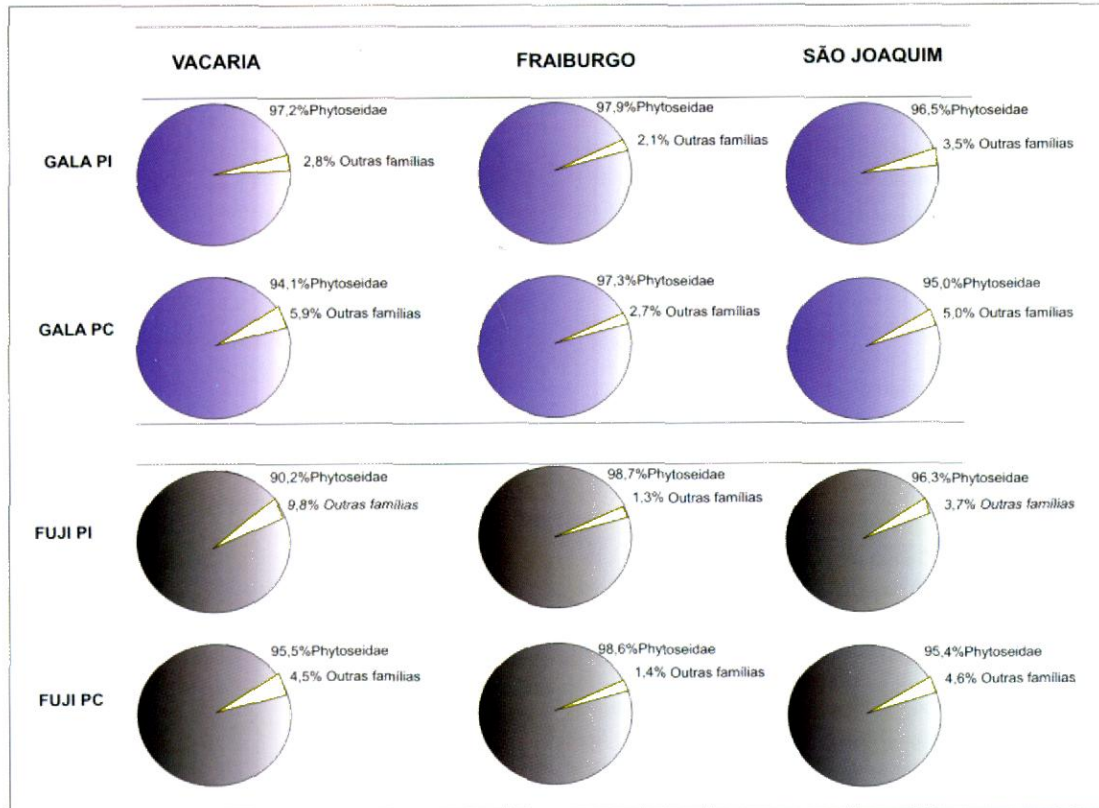 VACARIA
FRAIBURGO
SÃO JOAQUIM
GALA PI
97,2%Phytoseidae
2,8% Outras famílias
97,9%Phytoseidae
2,1% Outras famílias
96,5%Phytoseidae
3,5% Outras famílias
GALA PC
94,1%Phytoseidae
5,9% Outras famílias
97,3%Phytoseidae
2,7% Outras famílias
95,0%Phytoseidae
5,0% Outras famílias
FUJI PI
90,2%Phytoseidae
9,8% Outras famílias
98,7%Phytoseidae
1,3% Outras famílias
96,3%Phytoseidae
3,7% Outras famílias
FUJI PC
95,5%Phytoseidae
4,5% Outras famílias
98,6%Phytoseidae
1,4% Outras famílias
95,4%Phytoseidae
4,6% Outras famílias